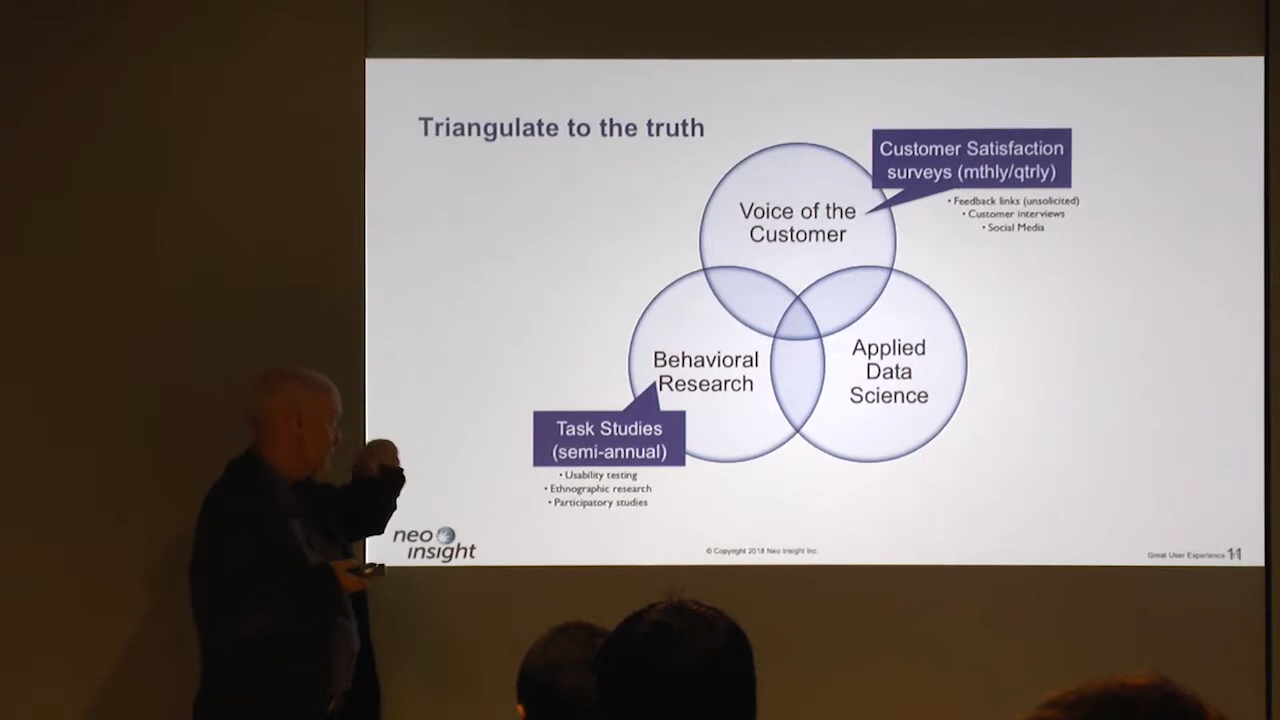 Triangulate to the truth
Customer Satisfaction
surveys (mthly/qtrly)
• Feedback links (unsolicited)
• Customer interviews
• Social Media
Voice of the
Customer
Behavioral
Research
Applied
Data
Science
Task Studies
(semi-annual)
• Usability testing
• Ethnographic research
• Participatory studies
neo
insight
© Copyright 2018 Neo Insight Inc.
Great User Experience 11